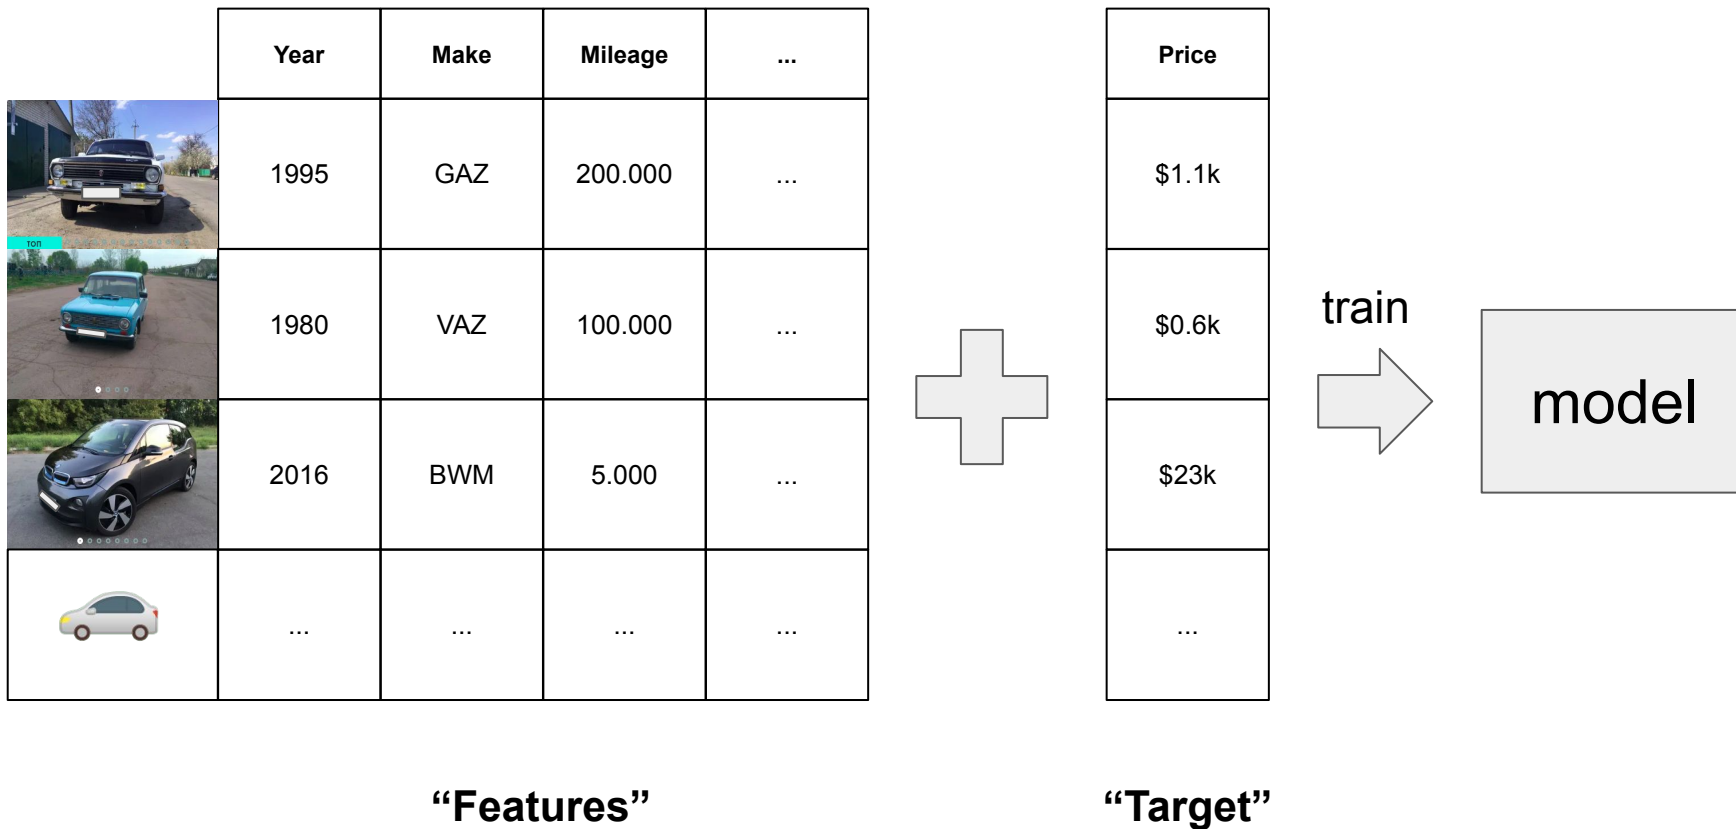 Year Make Mileage ... Price
1995 GAZ 200.000 ... $1.1k
топ
1980 VAZ 100.000 ... $0.6k
train
model
2016 BWM 5.000 ... $23k
... ... ... ... ...
“Features” “Target”